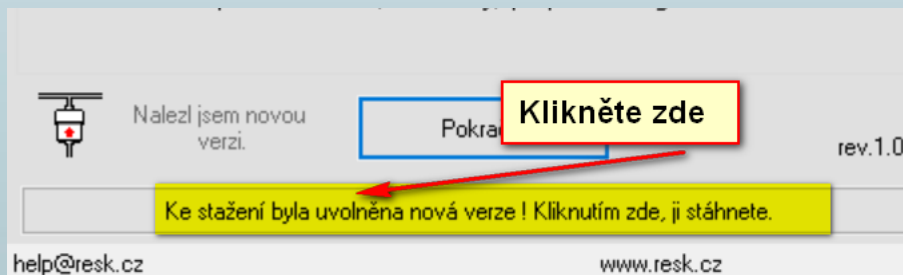 Nalezl jsem novou
verzi.
Klikněte zde
rev.1.0
Ke stažení byla uvolněna nová verze ! Kliknutím zde, ji stáhnete.
help@resk.cz
www.resk.cz